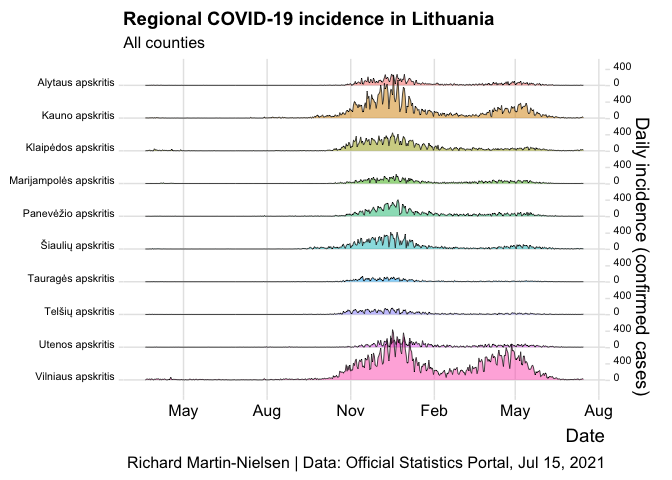 Regional COVID-19 incidence in Lithuania
All counties
Alytaus apskritis
400
0
Kauno apskritis
400
0
Klaipėdos apskritis
400
0
Marijampolės apskritis
400
0
Panevėžio apskritis
400
0
Šiaulių apskritis
400
0
Tauragės apskritis
400
0
Telšių apskritis
400
0
Utenos apskritis
400
0
Vilniaus apskritis
400
0
Daily incidence (confirmed cases)
May Aug Nov Feb May Aug
Date
Richard Martin-Nielsen | Data: Official Statistics Portal, Jul 15, 2021